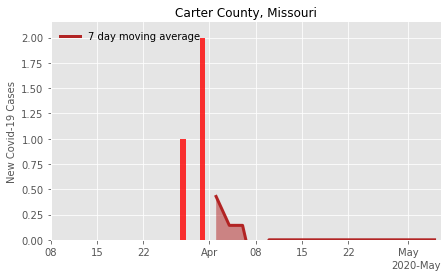 Carter County, Missouri
7 day moving average
New Covid-19 Cases
2.00
1.75
1.50
1.25
1.00
0.75
0.50
0.25
0.00
08 15 22 Apr 08 15 22 May
2020-May